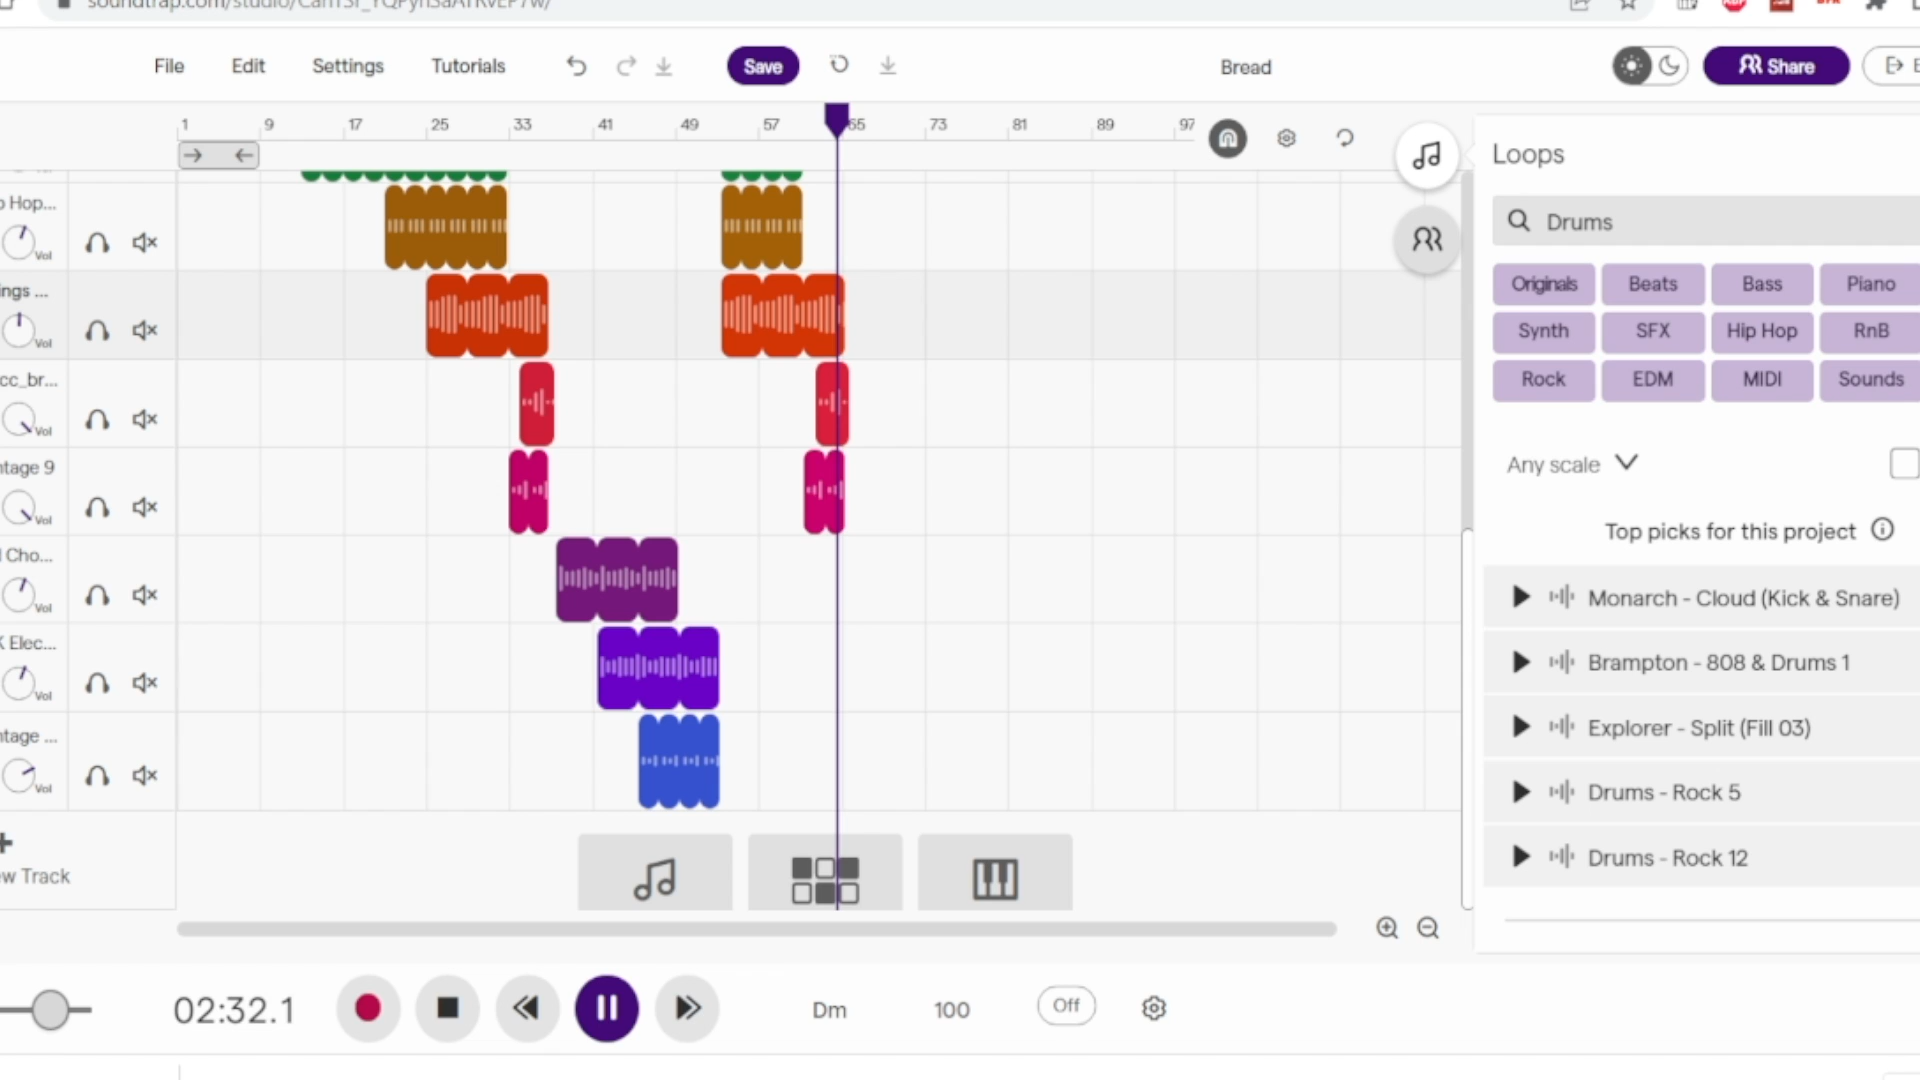 File Edit Settings Tutorials Save Bread Share
1 9 17 25 33 41 49 57 65 73 81 89 97
Loops
Drums
Originals Beats Bass Piano
Synth SFX Hip Hop RnB
Rock EDM MIDI Sounds
Any scale
Top picks for this project
Monarch - Cloud (Kick & Snare)
Brampton - 808 & Drums 1
Explorer - Split (Fill 03)
Drums - Rock 5
Drums - Rock 12
Hop...
Vol
ings ...
Vol
cc_br...
Vol
ntage 9
Vol
Cho...
Vol
K Elec...
Vol
ntage ...
Vol
w Track
02:32.1 Dm 100 Off